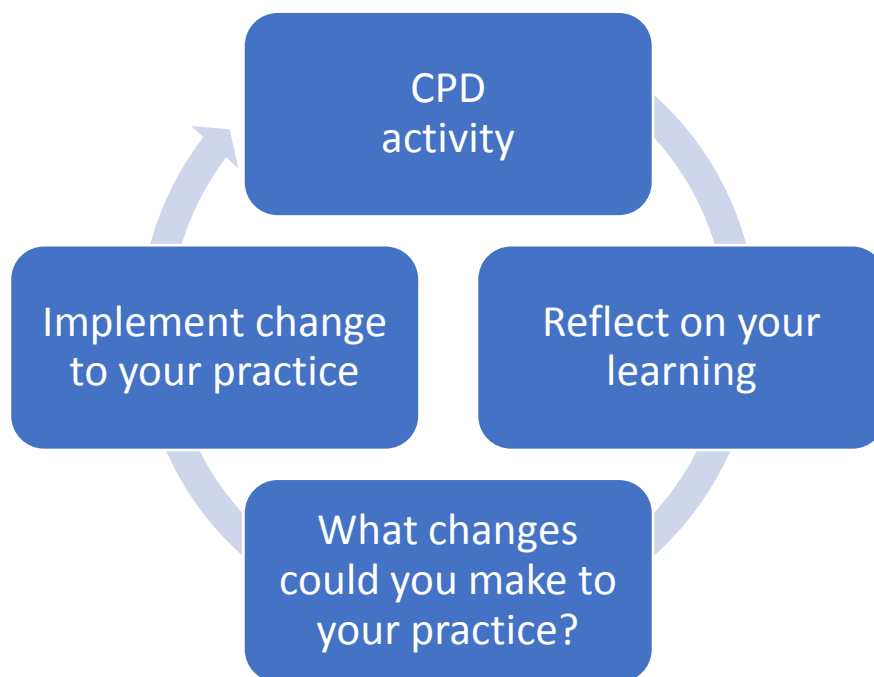 CPD
activity
Reflect on your
learning
What changes
could you make to
your practice?
Implement change
to your practice